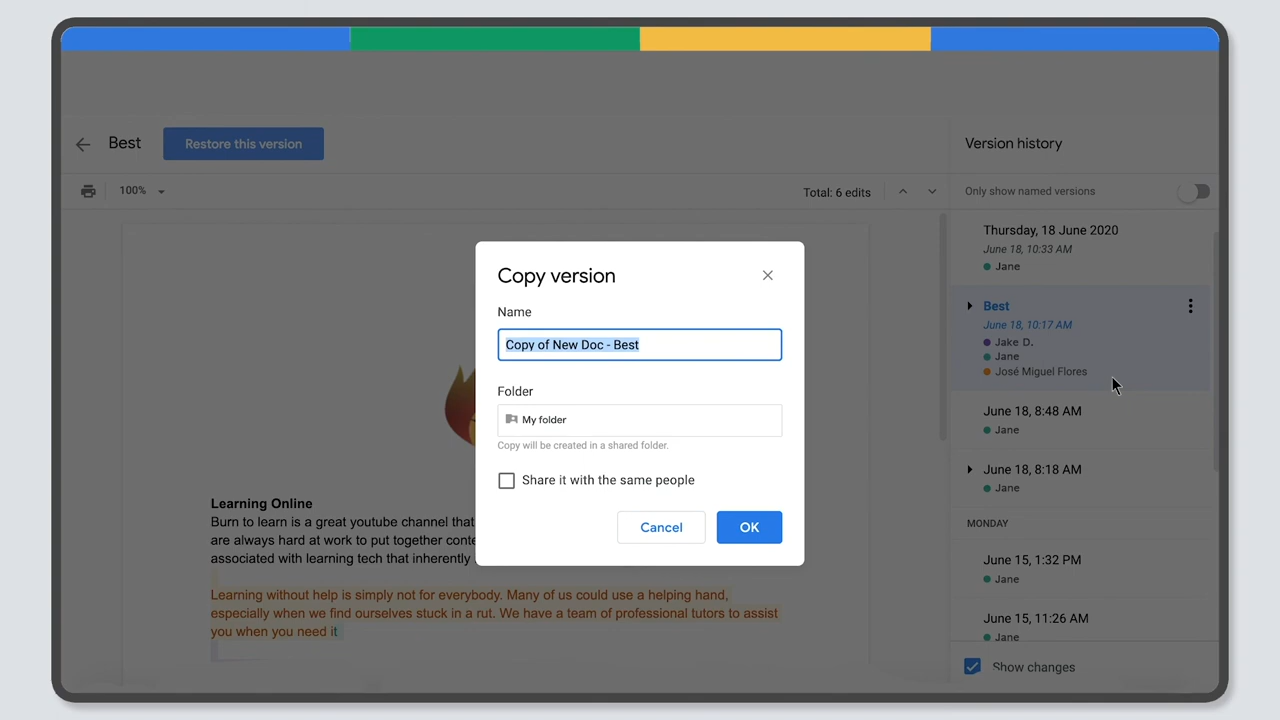 Best
Restore this version
Version history
100%
Total: 6 edits
Only show named versions
Thursday, 18 June 2020
June 18, 10:33 AM
Jane
Best
June 18, 10:17 AM
Jake D.
Jane
José Miguel Flores
June 18, 8:48 AM
Jane
June 18, 8:18 AM
Jane
MONDAY
June 15, 1:32 PM
Jane
June 15, 11:26 AM
Jane
Show changes
Copy version
Name
Copy of New Doc - Best
Folder
My folder
Copy will be created in a shared folder.
Share it with the same people
Cancel
OK
Learning Online
Burn to learn is a great youtube channel that
are always hard at work to put together conte
associated with learning tech that inherently
Learning without help is simply not for everybody. Many of us could use a helping hand,
especially when we find ourselves stuck in a rut. We have a team of professional tutors to assist
you when you need it